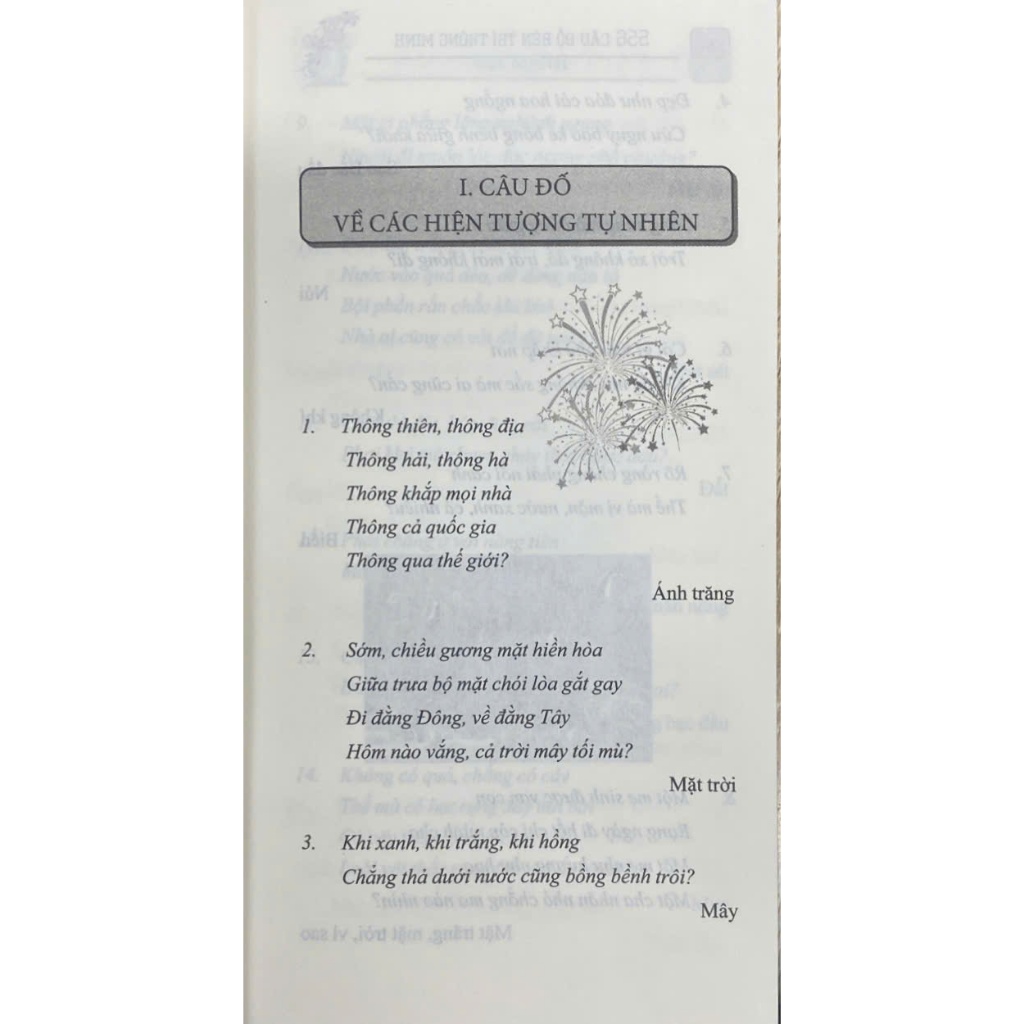 I. CÂU ĐỐ
VỀ CÁC HIỆN TƯỢNG TỰ NHIÊN
1. Thông thiên, thông địa
Thông hải, thông hà
Thông khắp mọi nhà
Thông cả quốc gia
Thông qua thế giới?
Ánh trăng
2. Sớm, chiều gương mặt hiền hòa
Giữa trưa bộ mặt chói lòa gắt gay
Đi đằng Đông, về đằng Tây
Hôm nào vắng, cả trời mây tối mù?
Mặt trời
3. Khi xanh, khi trắng, khi hồng
Chẳng thả dưới nước cũng bồng bềnh trôi?
Mây